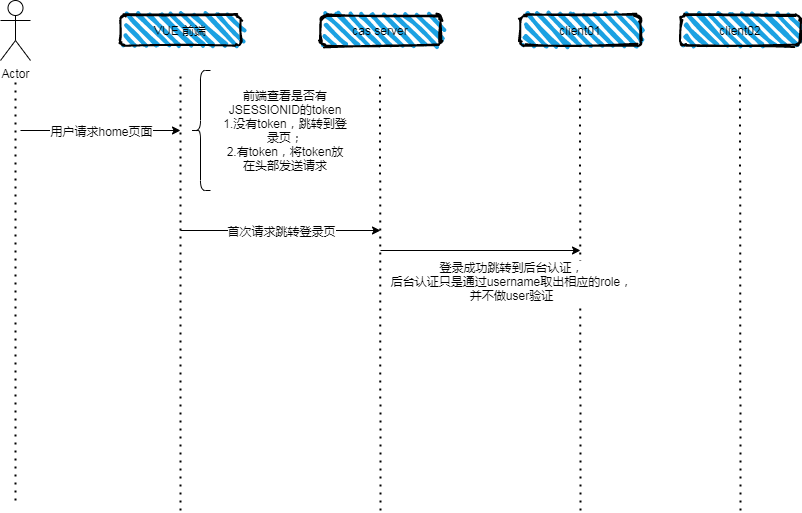 Actor
VUE 前端
cas server
client01
client02
前端查看是否有
JSESSIONID的token
1.没有token，跳转到登
录页；
2.有token，将token放
在头部发送请求
用户请求home页面
首次请求跳转登录页
登录成功跳转到后台认证，
后台认证只是通过username取出相应的role，
并不做user验证